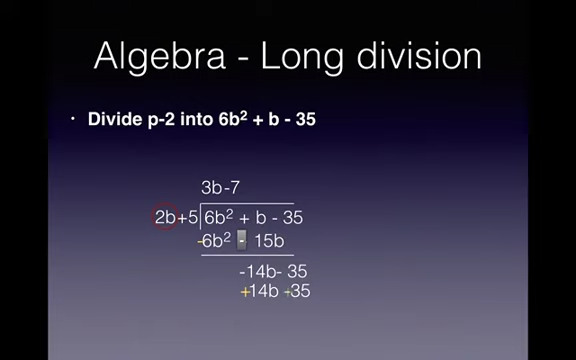 Algebra - Long division
· Divide p-2 into 6b² + b - 35
3b -7
2b+5 6b² + b - 35
-6b² - 15b
-14b- 35
+14b +35